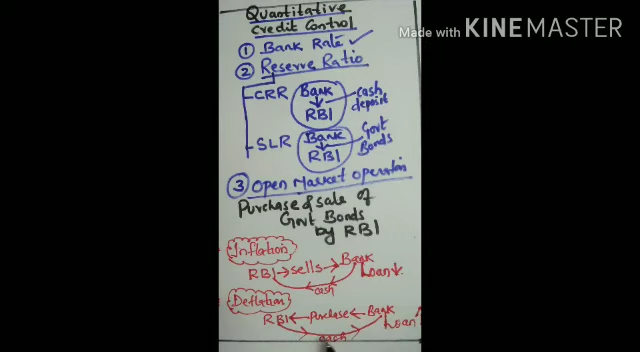 Quantitative
Credit Control
Made with KINEMASTER
① Bank Rate ✓
② Reserve Ratio
CRR Bank cash deposit
RBI
SLR Bank Govt Bonds
RBI
③ Open Market Operation
Purchase & sale of
Govt Bonds
by RBI
Inflation
RBI → sells → Bank
Loan ↓
cash
Deflation
RBI ← purchase ← Bank
Loan ↑
cash